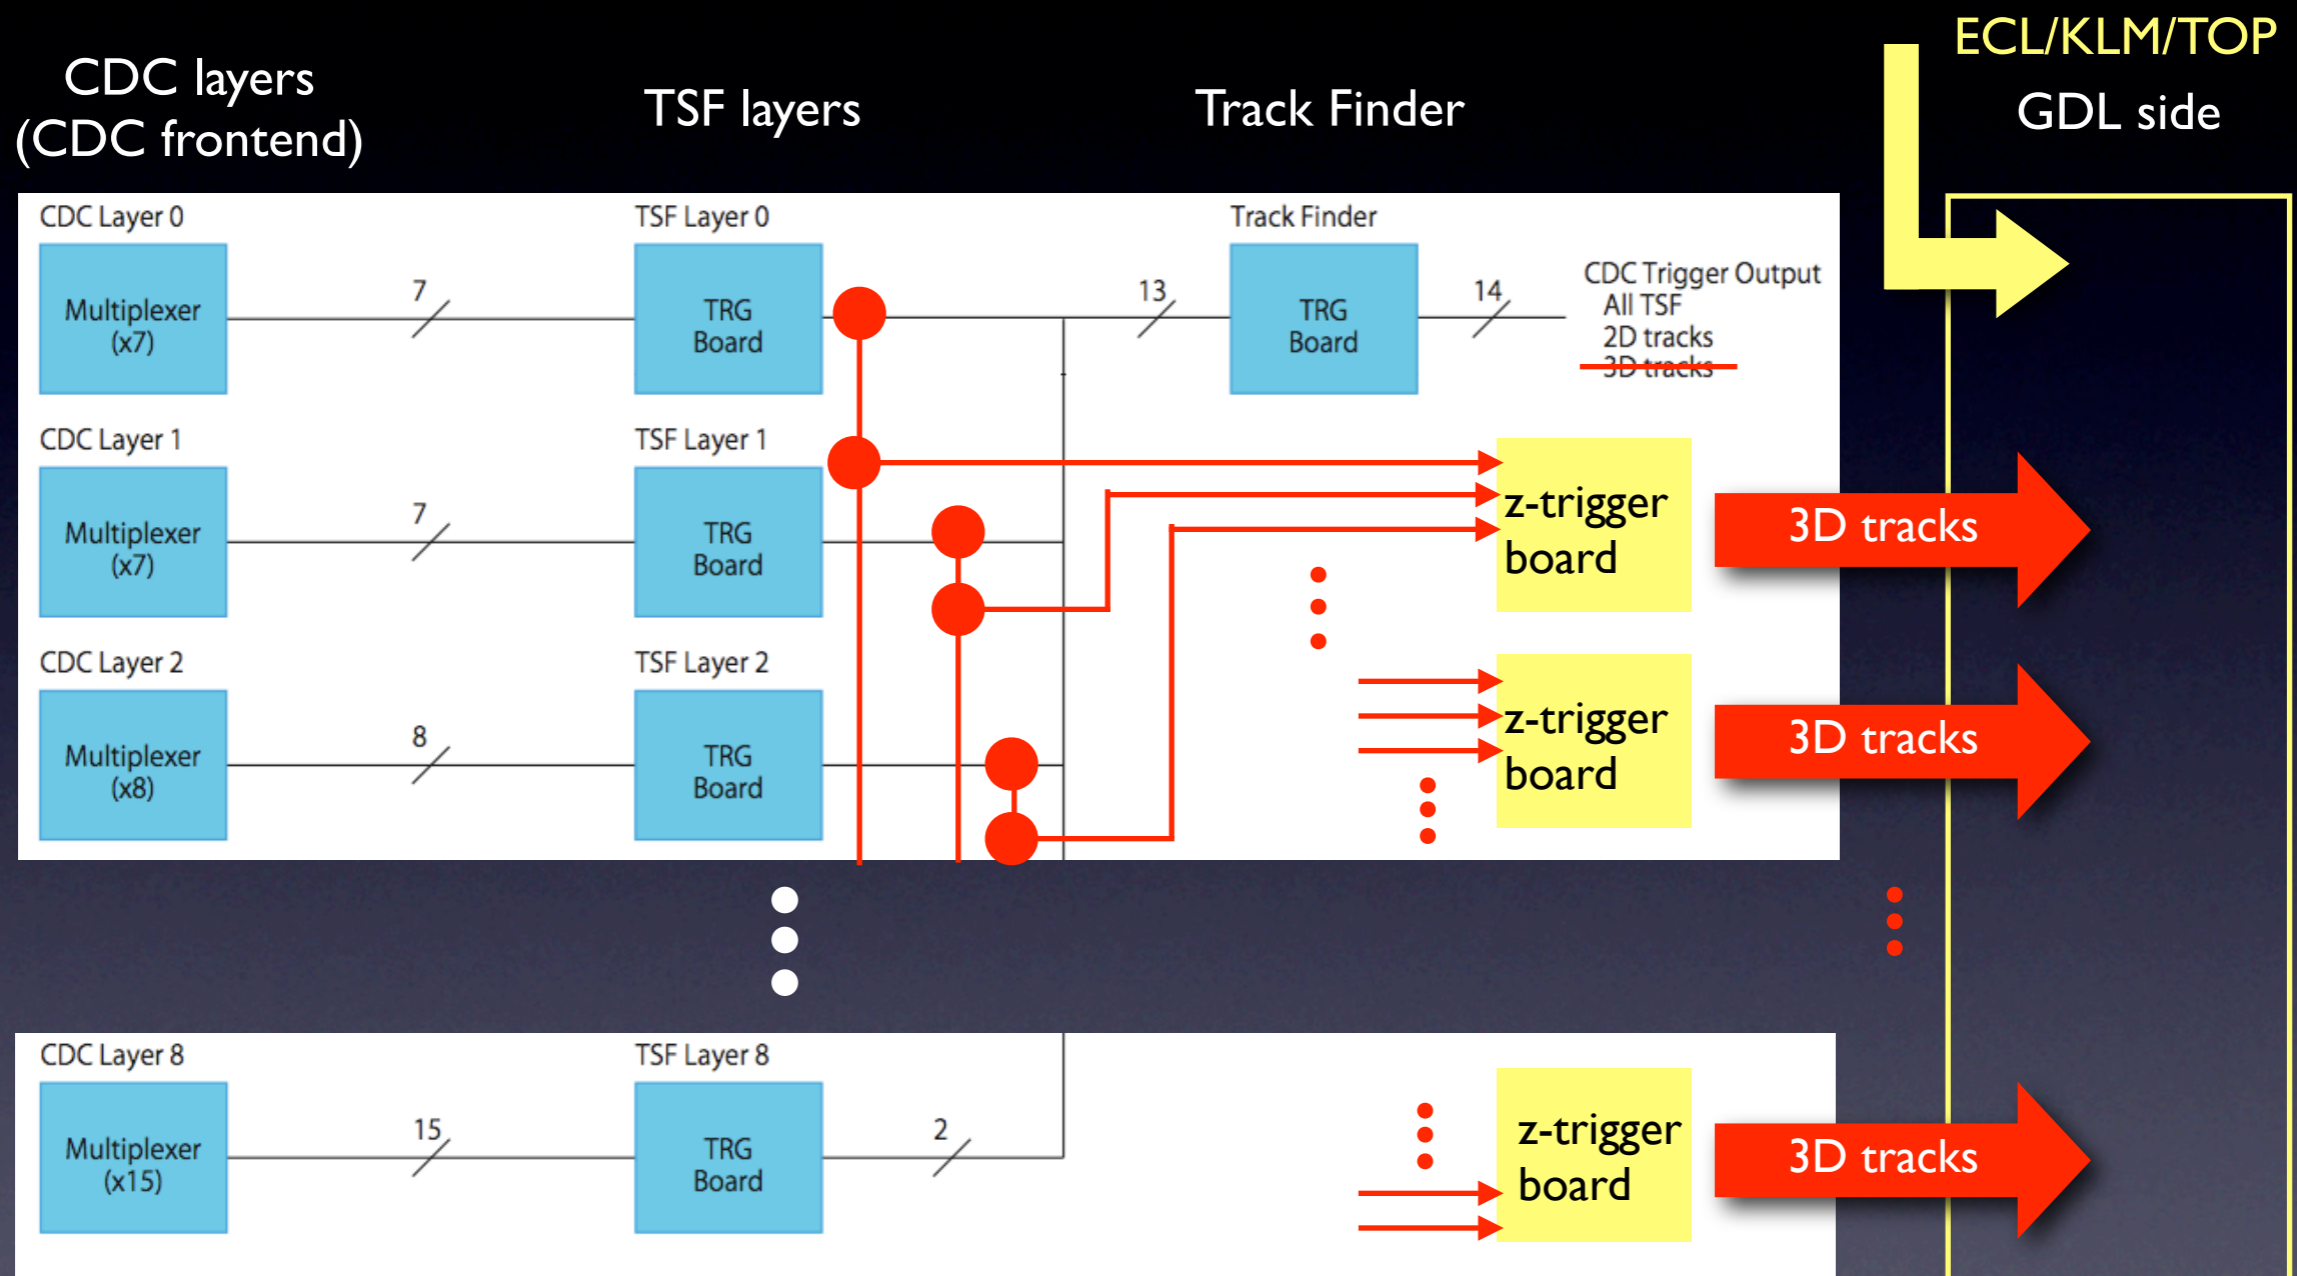 ECL/KLM/TOP
CDC layers
(CDC frontend)
TSF layers
Track Finder
GDL side
CDC Layer 0
TSF Layer 0
Track Finder
Multiplexer
(x7)
7
TRG
Board
13
TRG
Board
14
CDC Trigger Output
All TSF
2D tracks
3D tracks
CDC Layer 1
TSF Layer 1
Multiplexer
(x7)
7
TRG
Board
z-trigger
board
3D tracks
CDC Layer 2
TSF Layer 2
Multiplexer
(x8)
8
TRG
Board
z-trigger
board
3D tracks
CDC Layer 8
TSF Layer 8
Multiplexer
(x15)
15
TRG
Board
2
z-trigger
board
3D tracks